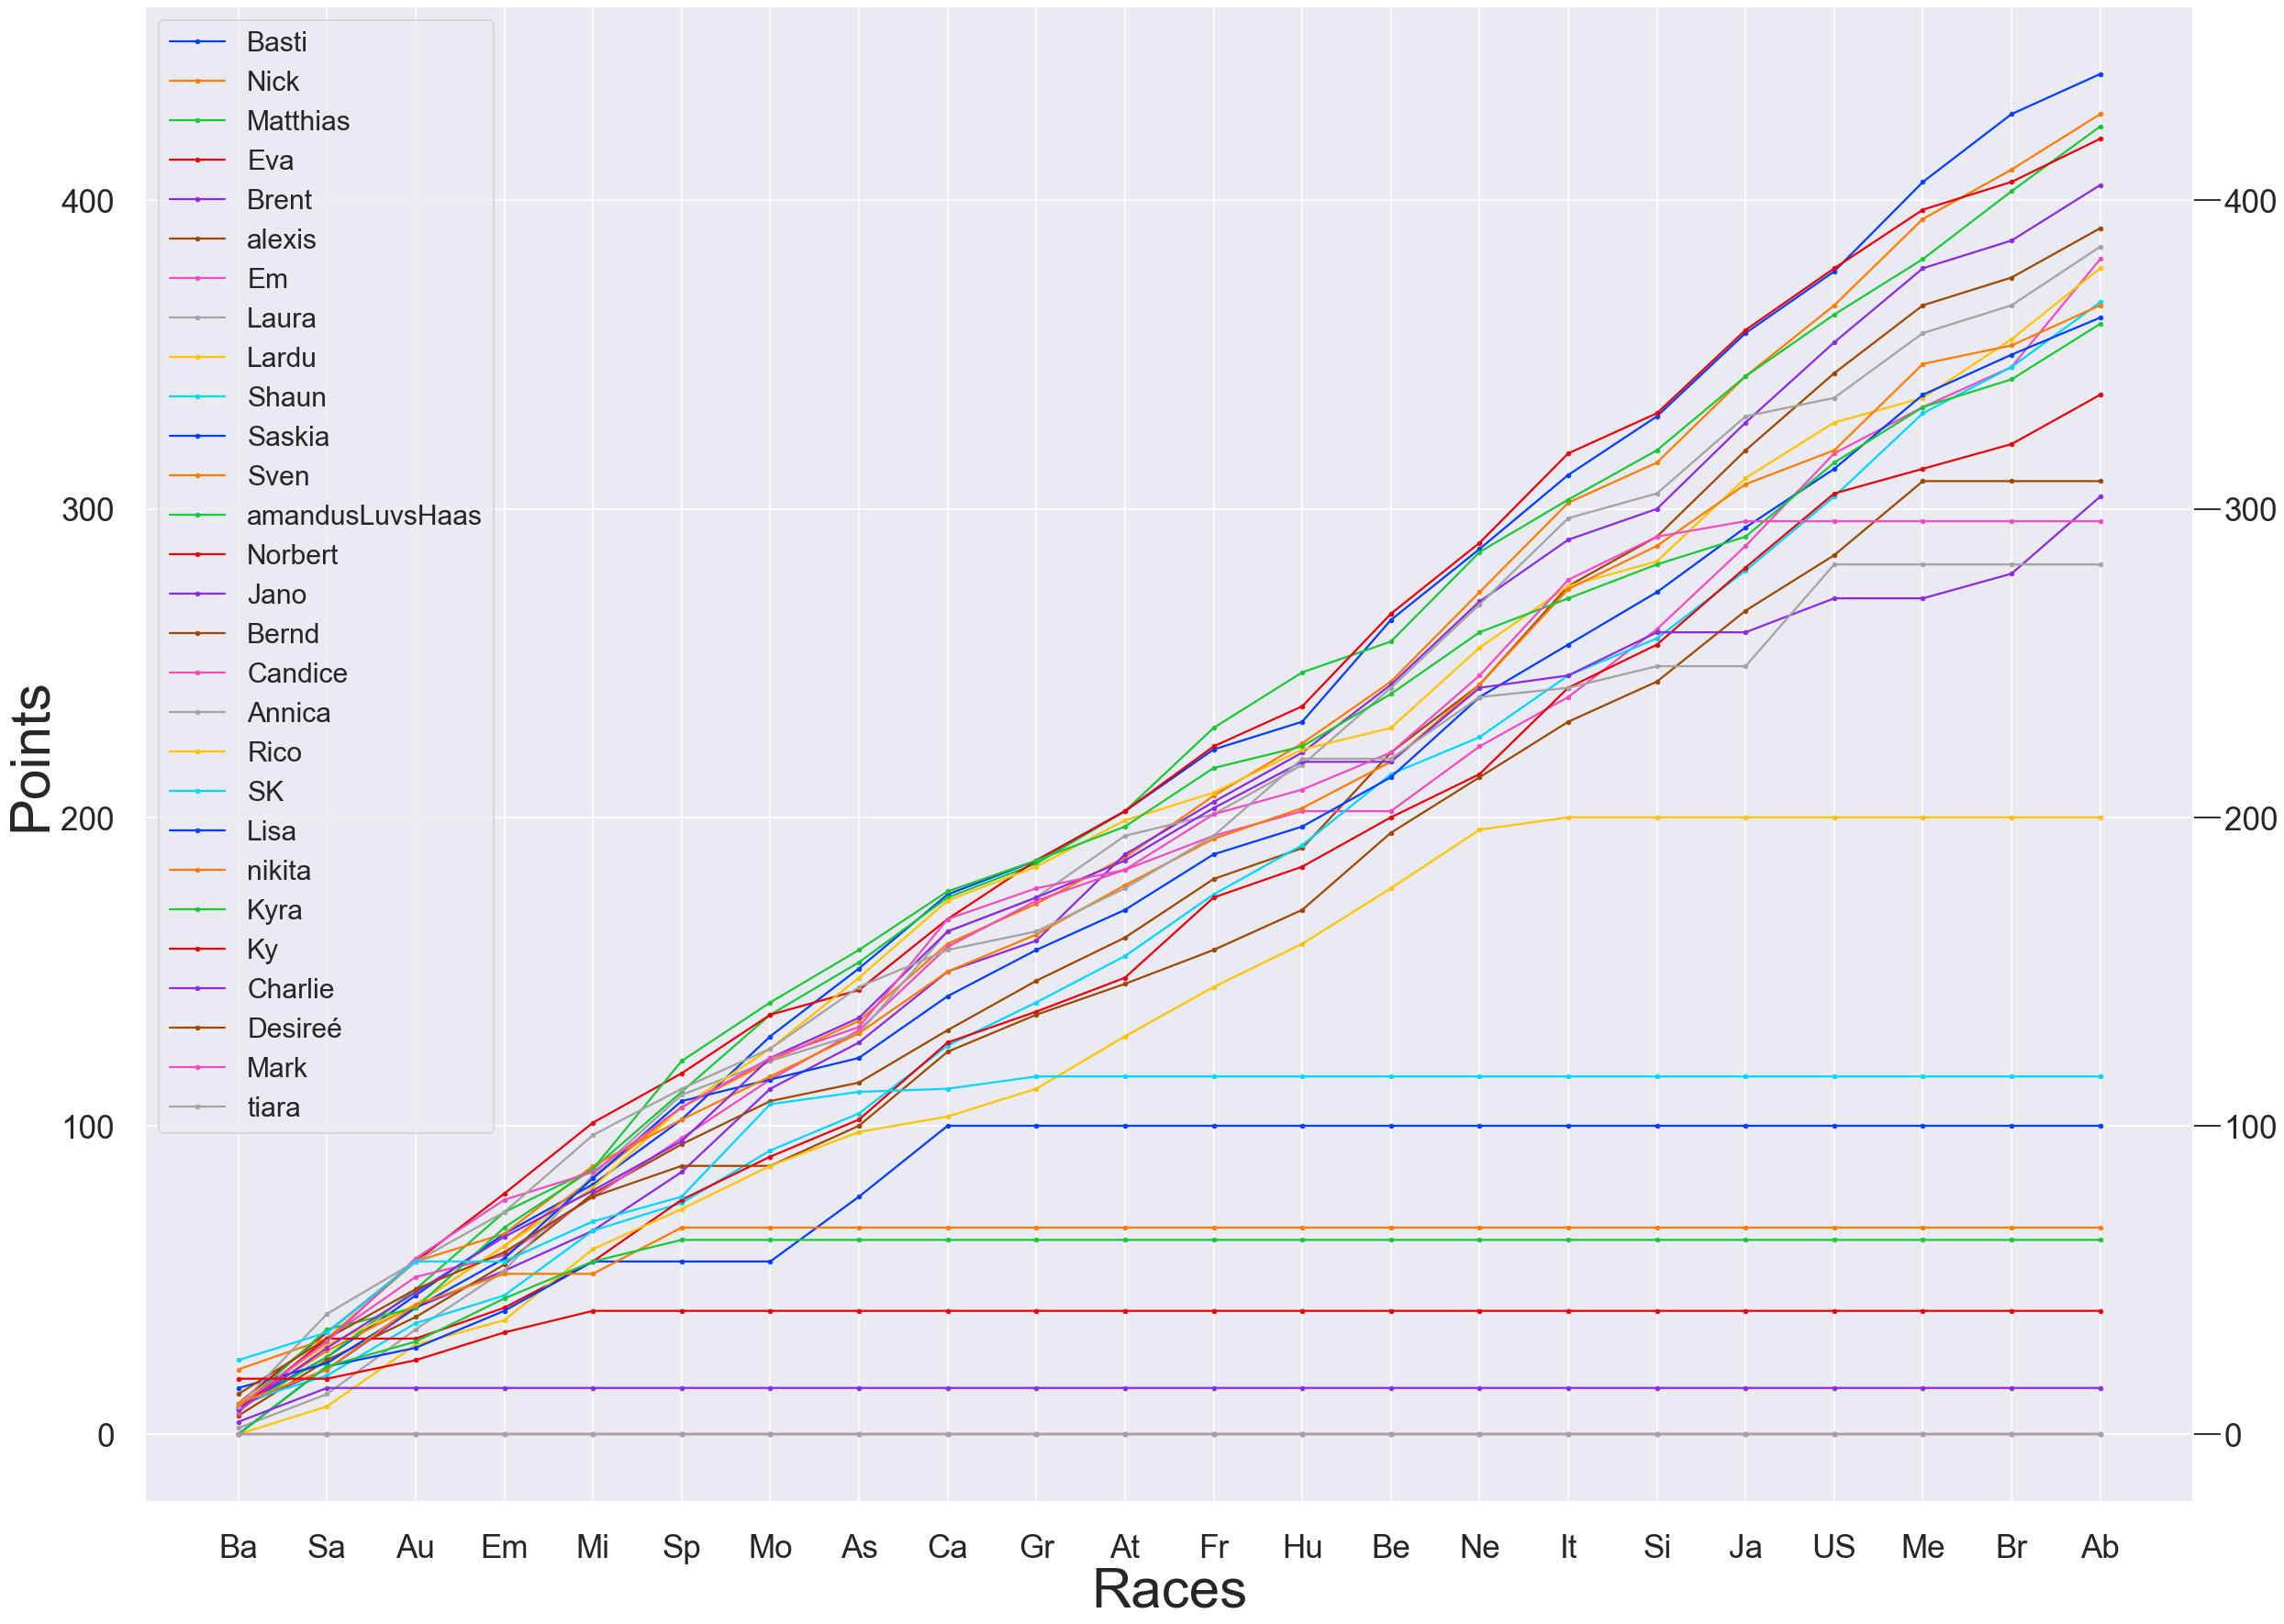 Basti
Nick
Matthias
Eva
Brent
alexis
Em
Laura
Lardu
Shaun
Saskia
Sven
amandusLuvsHaas
Norbert
Jano
Bernd
Candice
Annica
Rico
SK
Lisa
nikita
Kyra
Ky
Charlie
Desireé
Mark
tiara
Points
400
300
200
100
0
400
300
200
100
0
Ba Sa Au Em Mi Sp Mo As Ca Gr At Fr Hu Be Ne It Si Ja US Me Br Ab
Races